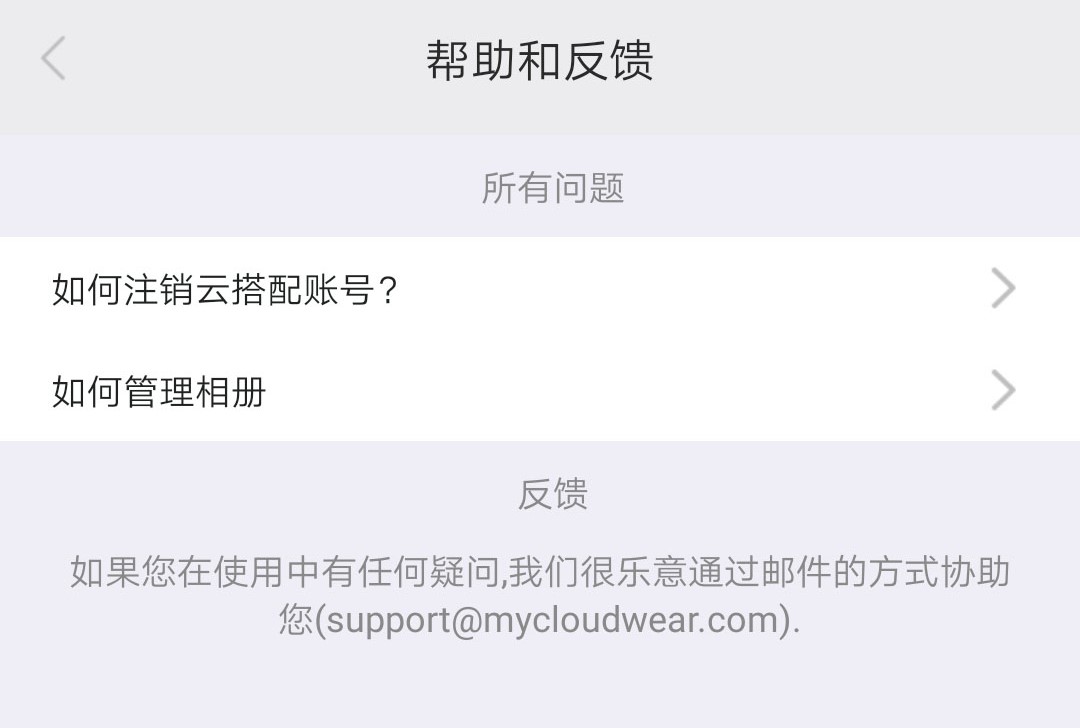 帮助和反馈
所有问题
如何注销云搭配账号?
如何管理相册
反馈
如果您在使用中有任何疑问,我们很乐意通过邮件的方式协助
您(support@mycloudwear.com).